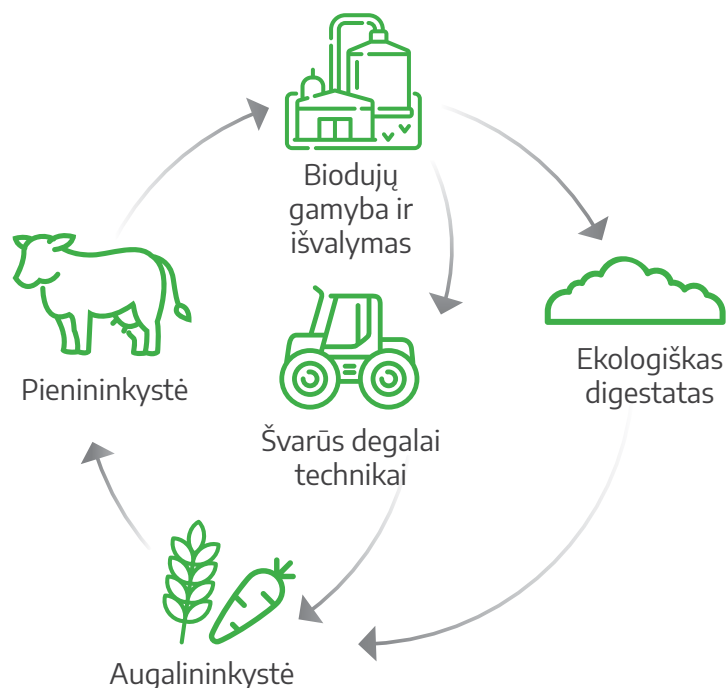 Biodujų
gamyba ir
išvalymas
Pienininkystė
Ekologiškas
digestatas
Švarūs degalai
technikai
Augalininkystė